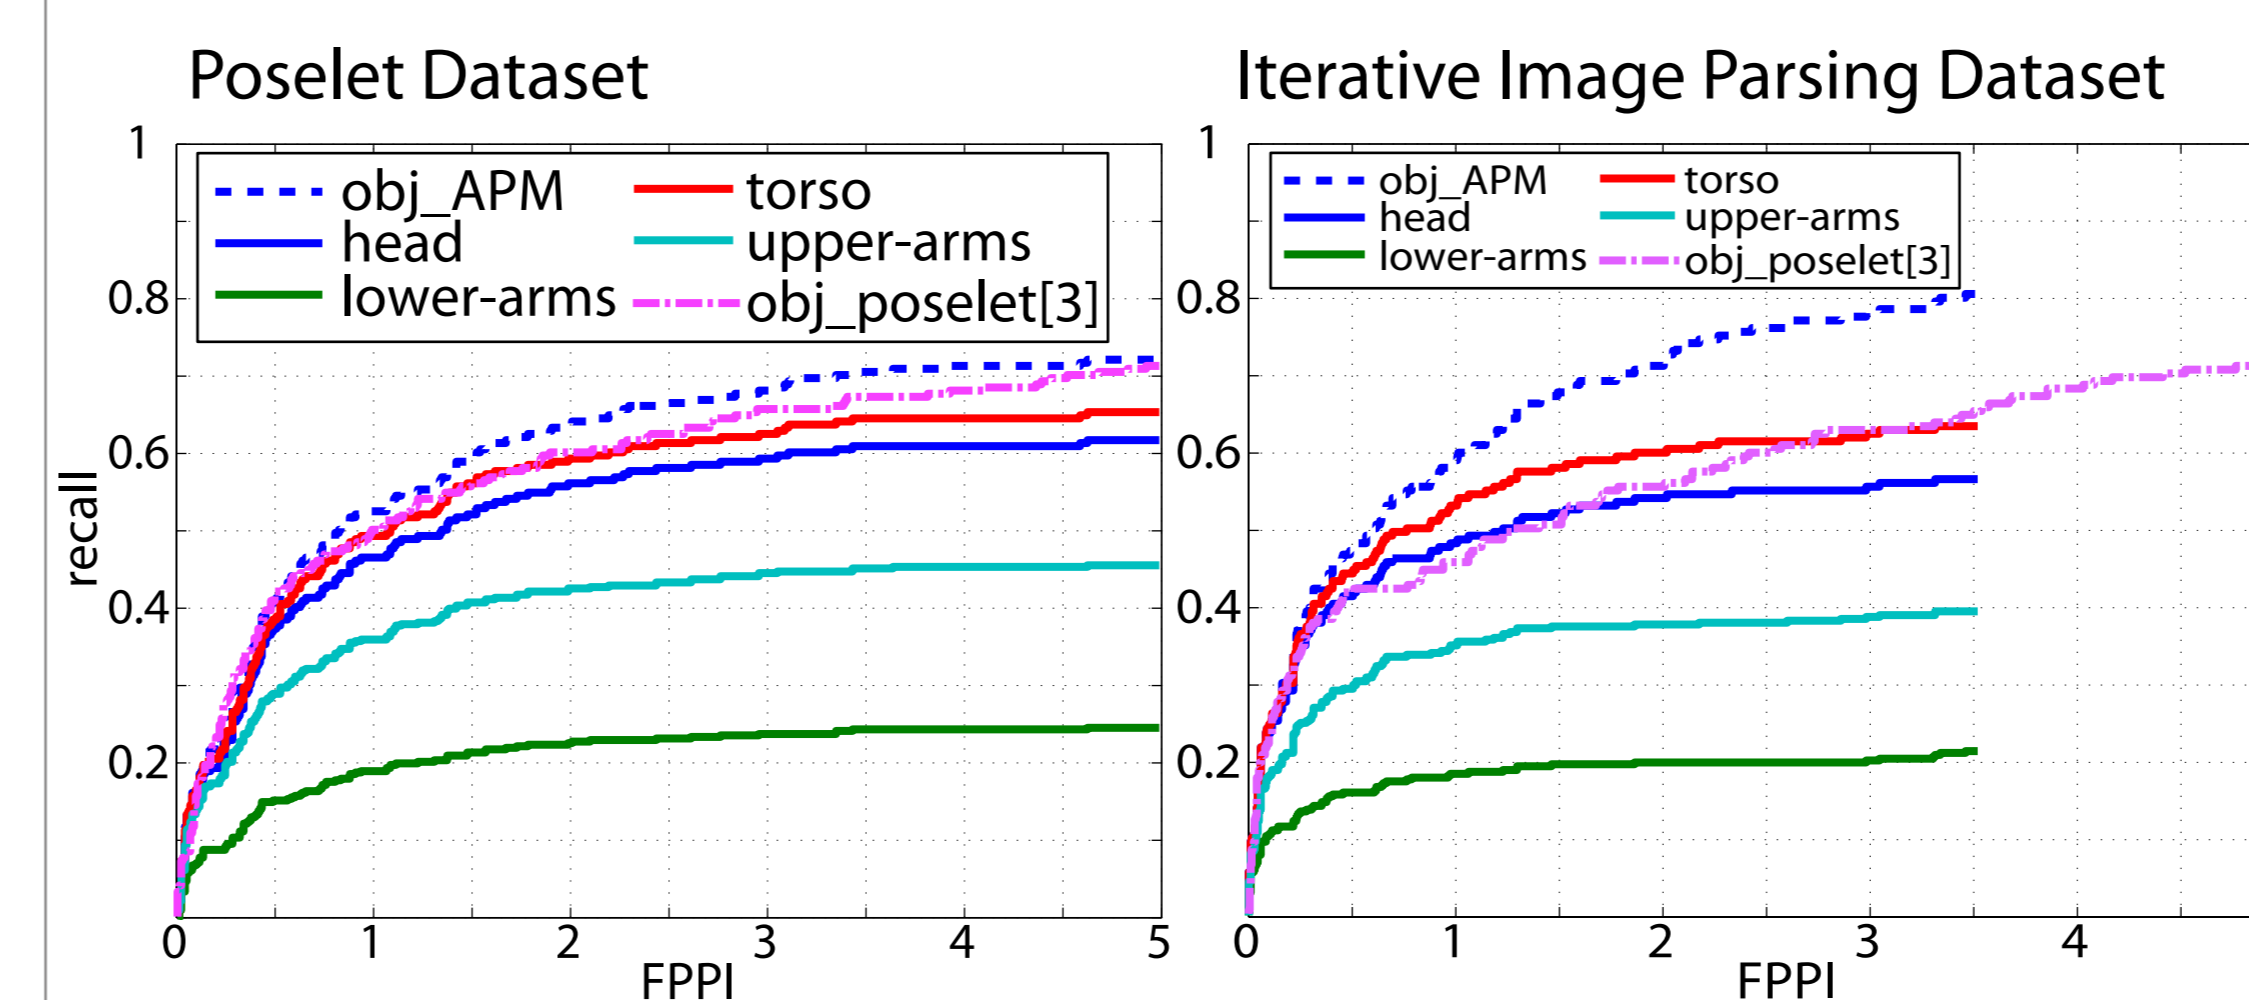 Poselet Dataset
1
obj_APM
head
lower-arms
torso
upper-arms
obj_poselet[3]
0.8
0.6
0.4
0.2
recall
0 1 2 3 4 5
FPPI
Iterative Image Parsing Dataset
1
obj_APM
head
lower-arms
torso
upper-arms
obj_poselet[3]
0.8
0.6
0.4
0.2
0 1 2 3 4
FPPI